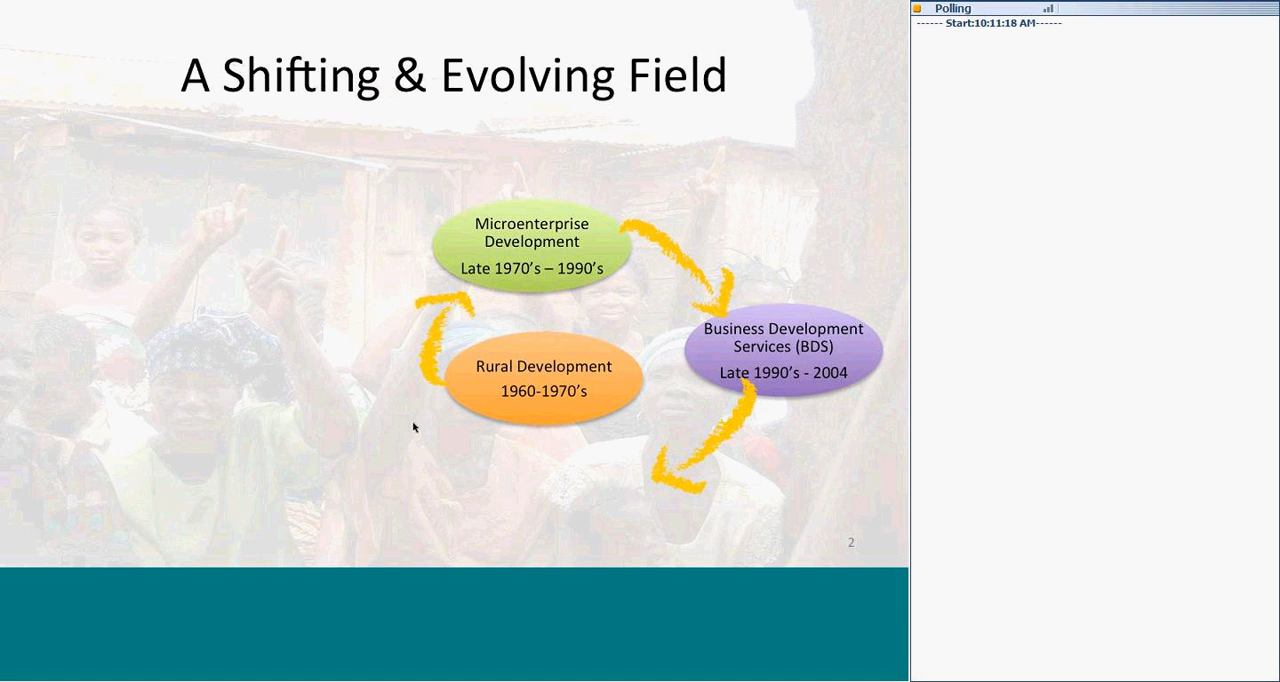 A Shifting & Evolving Field
Microenterprise
Development
Late 1970's – 1990's
Business Development
Services (BDS)
Late 1990's - 2004
Rural Development
1960-1970's
2
Polling
------ Start:10:11:18 AM------